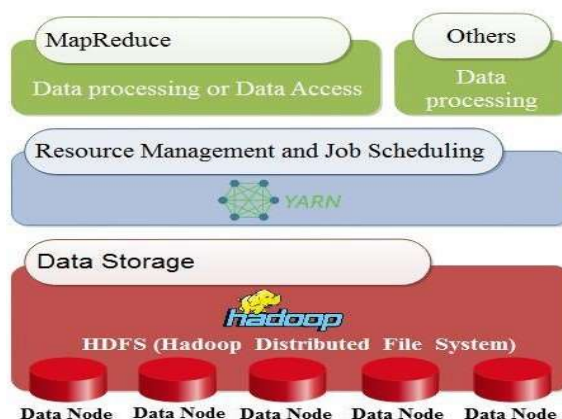 MapReduce
Data processing or Data Access
Others
Data
processing
Resource Management and Job Scheduling
YARN
Data Storage
hadoop
HDFS (Hadoop Distributed File System)
Data Node Data Node Data Node Data Node Data Node